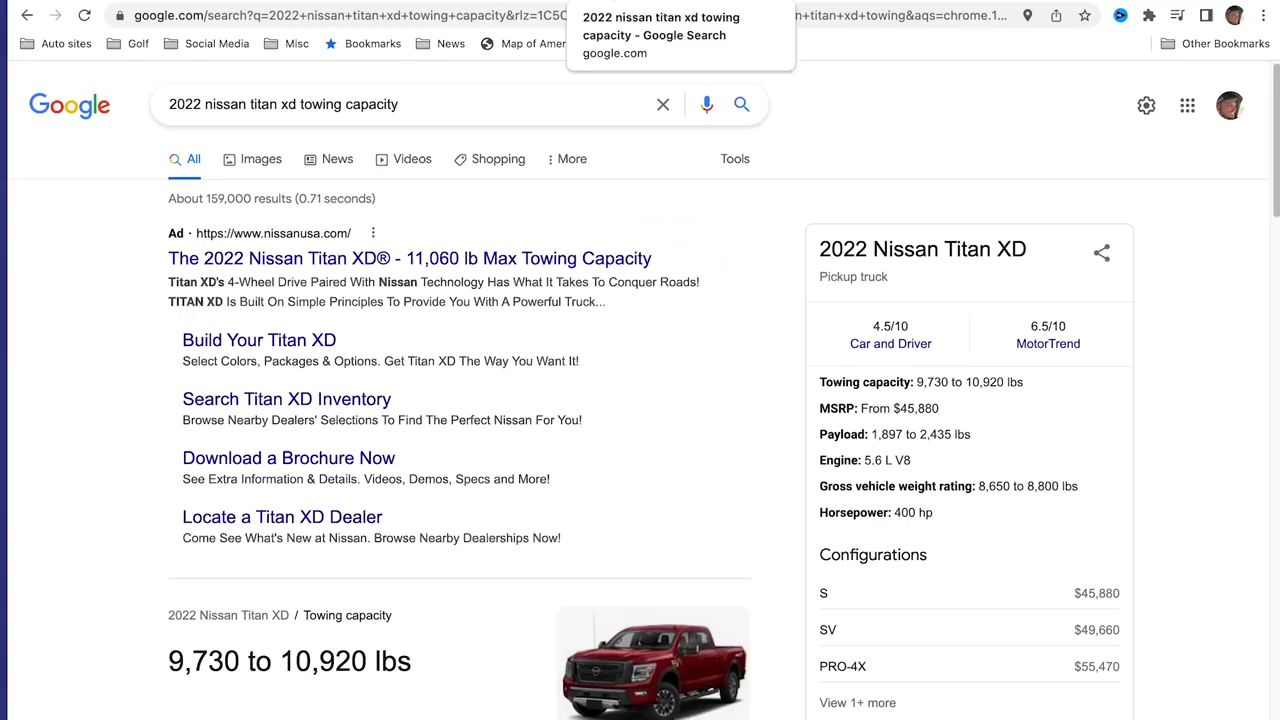 google.com/search?q=2022+nissan+titan+xd+towing+capacity&rlz=1C5C
n+titan+xd+towing&aqs=chrome.1...
2022 nissan titan xd towing
capacity - Google Search
google.com
Auto sites
Golf
Social Media
Misc
Bookmarks
News
Map of Amer
Other Bookmarks
Google
2022 nissan titan xd towing capacity
All
Images
News
Videos
Shopping
More
Tools
About 159,000 results (0.71 seconds)
Ad · https://www.nissanusa.com/
The 2022 Nissan Titan XD® - 11,060 lb Max Towing Capacity
Titan XD's 4-Wheel Drive Paired With Nissan Technology Has What It Takes To Conquer Roads!
TITAN XD Is Built On Simple Principles To Provide You With A Powerful Truck...
Build Your Titan XD
Select Colors, Packages & Options. Get Titan XD The Way You Want It!
Search Titan XD Inventory
Browse Nearby Dealers' Selections To Find The Perfect Nissan For You!
Download a Brochure Now
See Extra Information & Details. Videos, Demos, Specs and More!
Locate a Titan XD Dealer
Come See What's New at Nissan. Browse Nearby Dealerships Now!
2022 Nissan Titan XD / Towing capacity
9,730 to 10,920 lbs
2022 Nissan Titan XD
Pickup truck
4.5/10
Car and Driver
6.5/10
MotorTrend
Towing capacity: 9,730 to 10,920 lbs
MSRP: From $45,880
Payload: 1,897 to 2,435 lbs
Engine: 5.6 L V8
Gross vehicle weight rating: 8,650 to 8,800 lbs
Horsepower: 400 hp
Configurations
S $45,880
SV $49,660
PRO-4X $55,470
View 1+ more